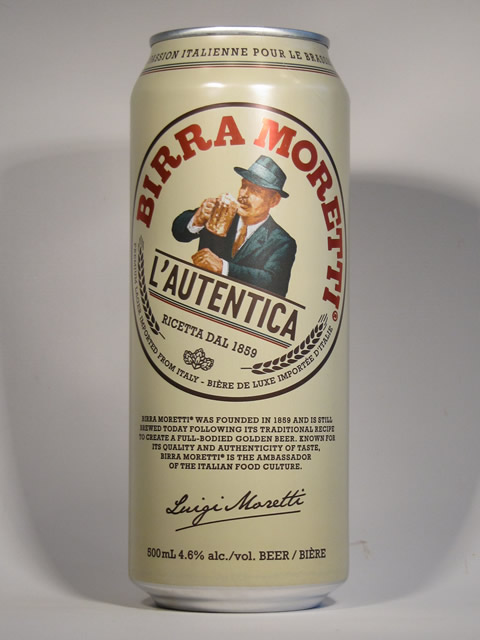 PASSION ITALIENNE POUR LE BRASS
BIRRA MORETTI®
L'AUTENTICA
RICETTA DAL 1859
IMPORTED FROM ITALY - BIÈRE DE LUXE IMPORTÉE D'ITALIE
BIRRA MORETTI® WAS FOUNDED IN 1859 AND IS STILL
BREWED TODAY FOLLOWING ITS TRADITIONAL RECIPE
TO CREATE A FULL-BODIED GOLDEN BEER. KNOWN FOR
ITS QUALITY AND AUTHENTICITY OF TASTE,
BIRRA MORETTI® IS THE AMBASSADOR
OF THE ITALIAN FOOD CULTURE.
Luigi Moretti
500 mL 4.6% alc./vol. BEER / BIÈRE